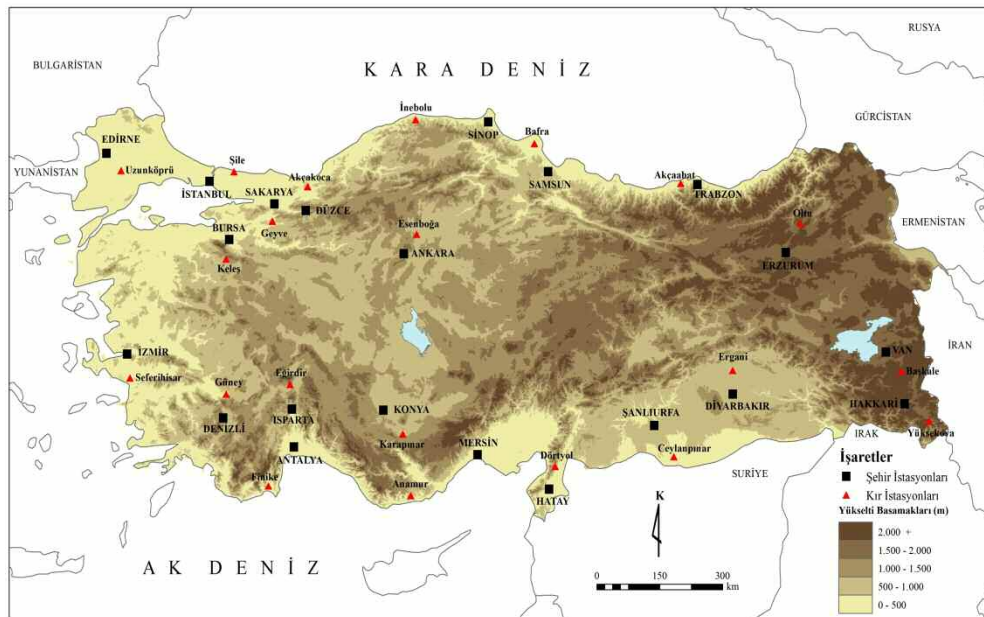 RUSYA
BULGARİSTAN
KARA DENİZ
GÜRCİSTAN
İnebolu
SİNOP
Bafra
EDİRNE
YUNANİSTAN
Uzunköprü
Şile
İSTANBUL
Akçakoca
SAKARYA
DÜZCE
SAMSUN
Akçaabat
TRABZON
Geyve
BURSA
Keleş
Esenboğa
ANKARA
Oltu
ERZURUM
ERMENİSTAN
İZMİR
Seferihisar
Güney
DENİZLİ
Eğirdir
ISPARTA
KONYA
Karapınar
ANTALYA
MERSİN
Finike
Anamur
Dörtyol
HATAY
Ergani
DİYARBAKIR
ŞANLIURFA
Ceylanpınar
VAN
Başkale
HAKKARİ
Yüksekova
İRAN
IRAK
SURİYE
AK DENİZ
K
0 150 300
km
İşaretler
Şehir İstasyonları
Kır İstasyonları
Yükselti Basamakları (m)
2.000 +
1.500 - 2.000
1.000 - 1.500
500 - 1.000
0 - 500